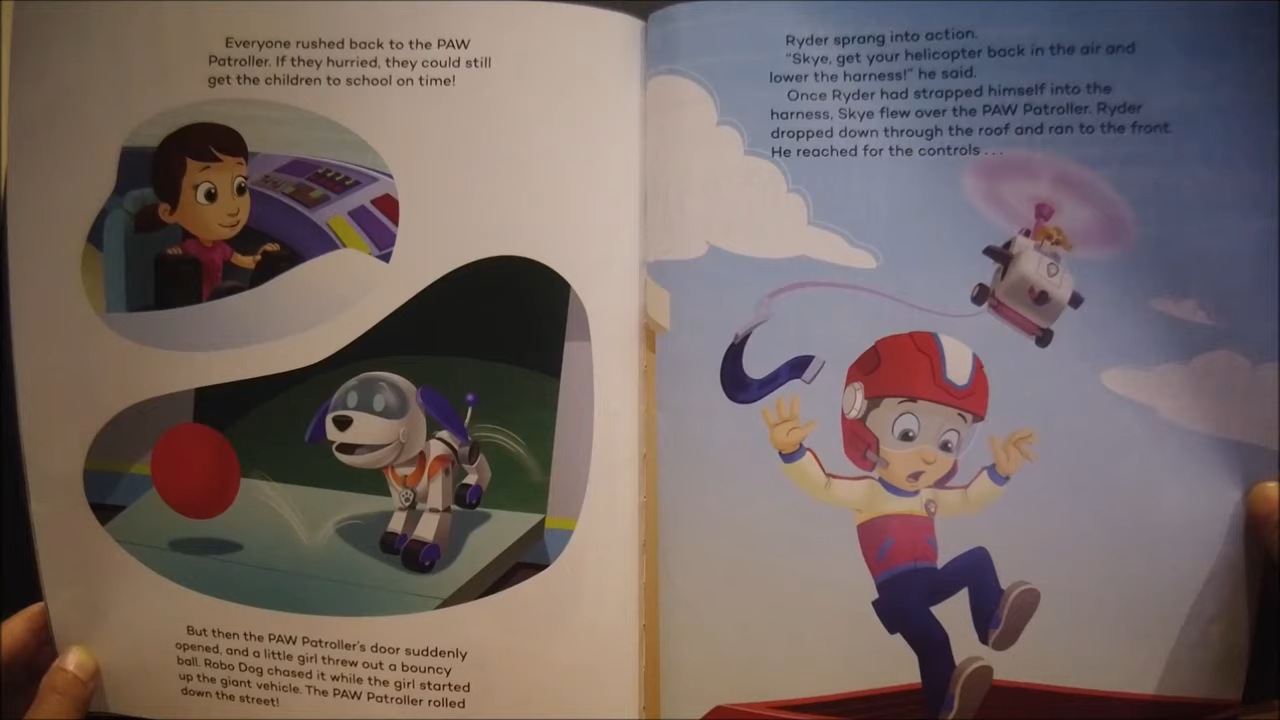 Everyone rushed back to the PAW
Patroller. If they hurried, they could still
get the children to school on time!
But then the PAW Patroller's door suddenly
opened, and a little girl threw out a bouncy
ball. Robo Dog chased it while the girl started
up the giant vehicle. The PAW Patroller rolled
down the street!
Ryder sprang into action.
"Skye, get your helicopter back in the air and
lower the harness!" he said.
Once Ryder had strapped himself into the
harness, Skye flew over the PAW Patroller. Ryder
dropped down through the roof and ran to the front.
He reached for the controls . . .